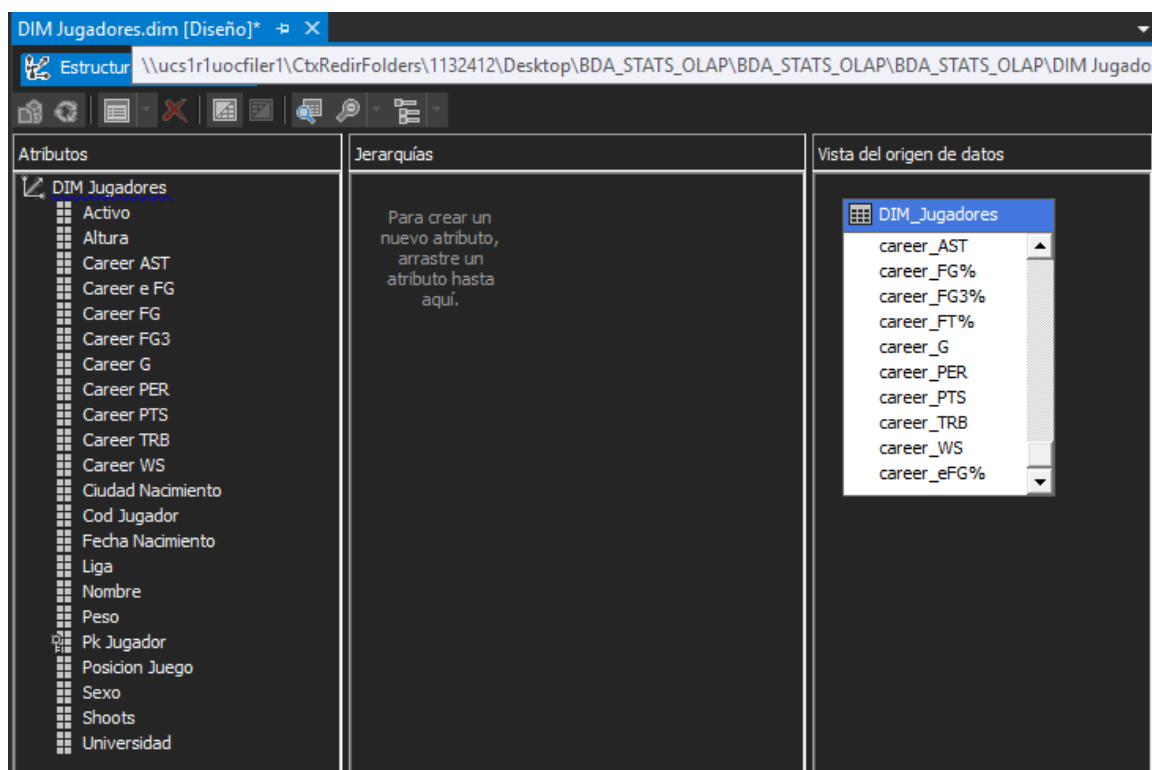 DIM Jugadores.dim [Diseño]*
Estructur
\\ucs1r1uocfiler1\CtxRedirFolders\1132412\Desktop\BDA_STATS_OLAP\BDA_STATS_OLAP\BDA_STATS_OLAP\DIM Jugado
Atributos
DIM Jugadores
Activo
Altura
Career AST
Career e FG
Career FG
Career FG3
Career G
Career PER
Career PTS
Career TRB
Career WS
Ciudad Nacimiento
Cod Jugador
Fecha Nacimiento
Liga
Nombre
Peso
Pk Jugador
Posicion Juego
Sexo
Shoots
Universidad
Jerarquías
Para crear un
nuevo atributo,
arrastre un
atributo hasta
aquí.
Vista del origen de datos
DIM_Jugadores
career_AST
career_FG%
career_FG3%
career_FT%
career_G
career_PER
career_PTS
career_TRB
career_WS
career_eFG%